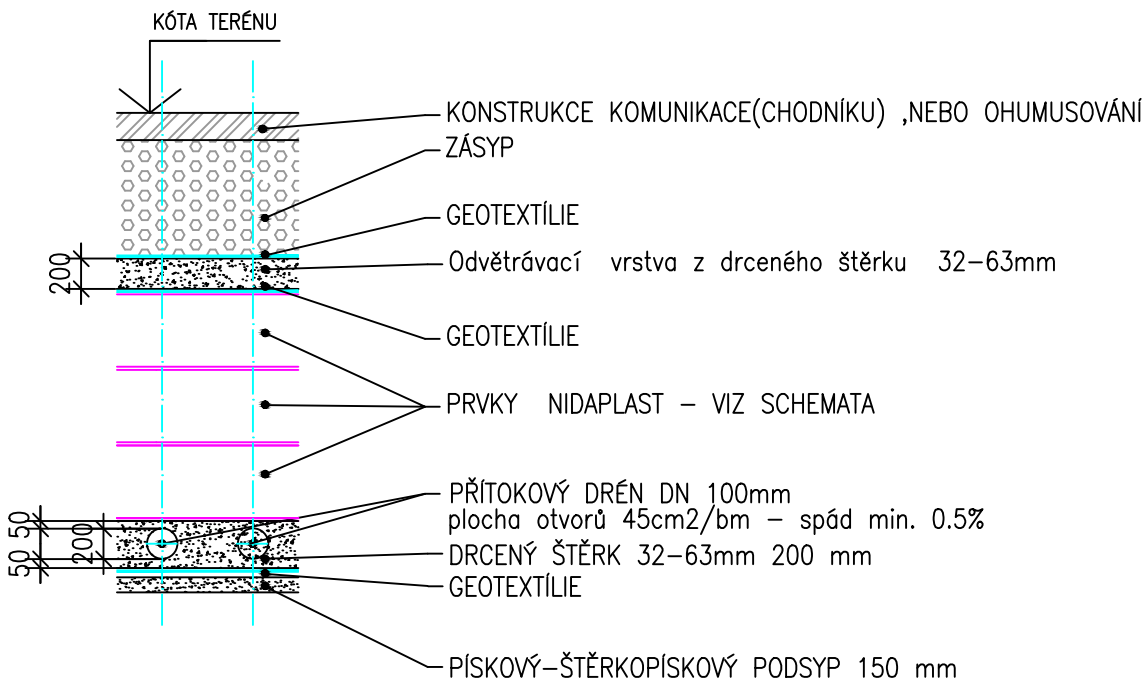 KÓTA TERÉNU
KONSTRUKCE KOMUNIKACE(CHODNÍKU) ,NEBO OHUMUSOVÁNÍ
ZÁSYP
GEOTEXTÍLIE
200
Odvětrávací vrstva z drceného štěrku 32-63mm
GEOTEXTÍLIE
PRVKY NIDAPLAST - VIZ SCHEMATA
PŘÍTOKOVÝ DRÉN DN 100mm
plocha otvorů 45cm2/bm - spád min. 0.5%
50
200
50
DRCENÝ ŠTĚRK 32-63mm 200 mm
GEOTEXTÍLIE
PÍSKOVÝ-ŠTĚRKOPÍSKOVÝ PODSYP 150 mm